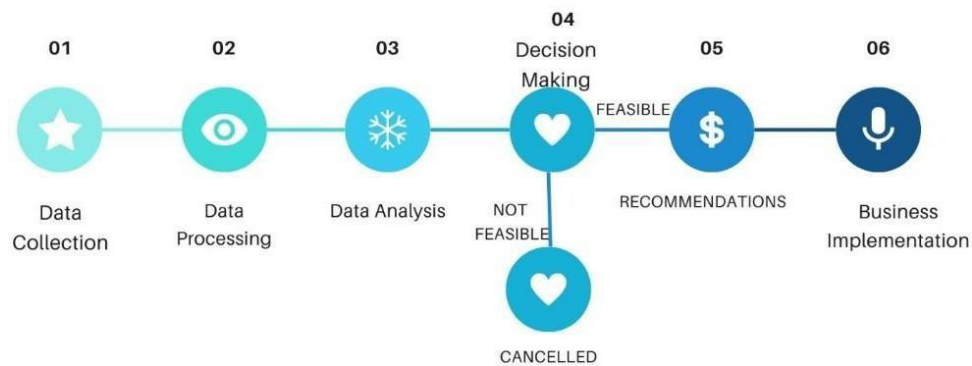 01
02
03
04
05
06
Decision
Making
FEASIBLE
$
Data
Collection
Data
Processing
Data Analysis
NOT
FEASIBLE
RECOMMENDATIONS
Business
Implementation
CANCELLED